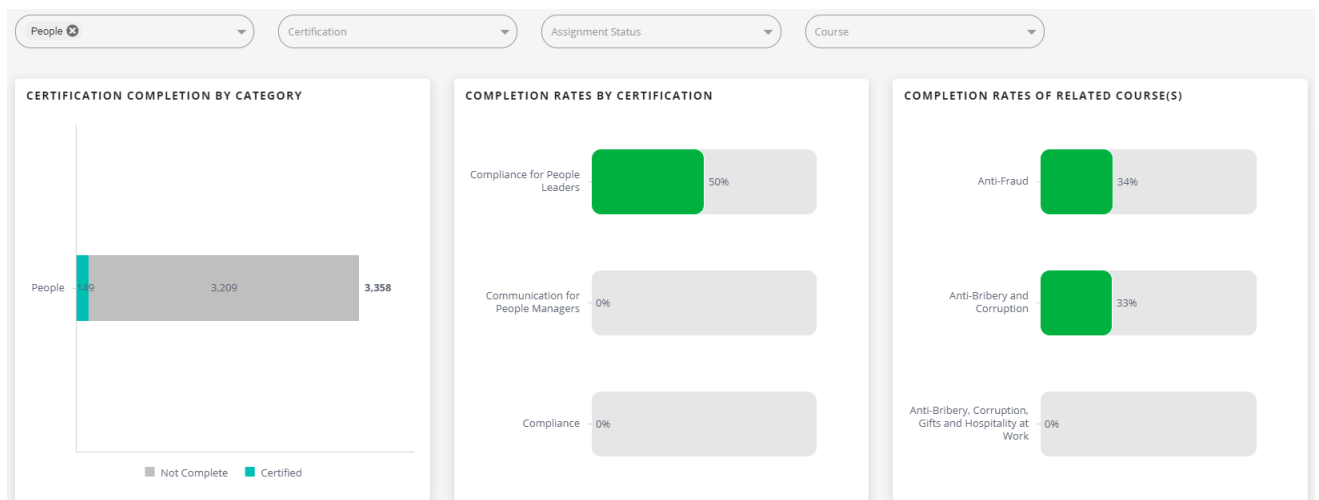 People
Certification
Assignment Status
Course
CERTIFICATION COMPLETION BY CATEGORY
People
149
3,209
3,358
Not Complete
Certified
COMPLETION RATES BY CERTIFICATION
Compliance for People
Leaders
50%
Communication for
People Managers
0%
Compliance
0%
COMPLETION RATES OF RELATED COURSE(S)
Anti-Fraud
34%
Anti-Bribery and
Corruption
33%
Anti-Bribery, Corruption,
Gifts and Hospitality at
Work
0%